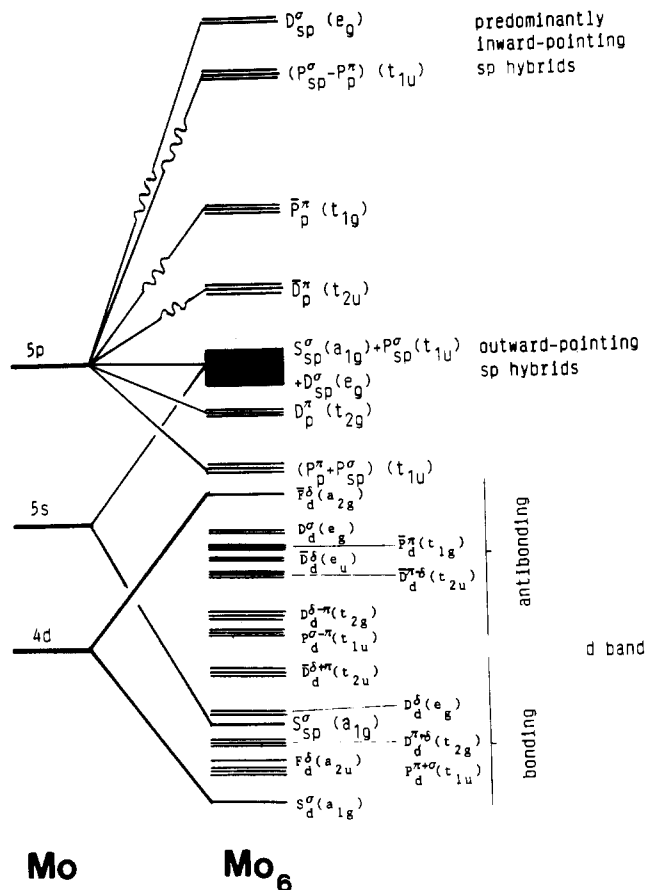 D^σ_sp (e_g) predominantly
inward-pointing
(P^σ_sp-P^π_p) (t_1u) sp hybrids
P̄^π_p (t_1g)
D̄^π_p (t_2u)
5p S^σ_sp(a_1g)+P^σ_sp(t_1u) outward-pointing
+D^σ_sp(e_g) sp hybrids
D^π_p (t_2g)
(P^π_p+P^σ_sp) (t_1u)
F̄^δ_d(a_2g)
5s D^σ_d(e_g)
P̄^π_d(t_1g)
D̄^δ_d(e_u)
D̄^π-δ_d(t_2u)
antibonding
D^δ-π_d(t_2g)
4d P^σ-π_d(t_1u)
d band
D̄^δ+π_d(t_2u)
D^δ_d(e_g)
S^σ_sp (a_1g)
D^π+δ_d(t_2g)
bonding
F^δ_d(a_2u)
P^π+σ_d(t_1u)
S^σ_d(a_1g)
Mo Mo_6